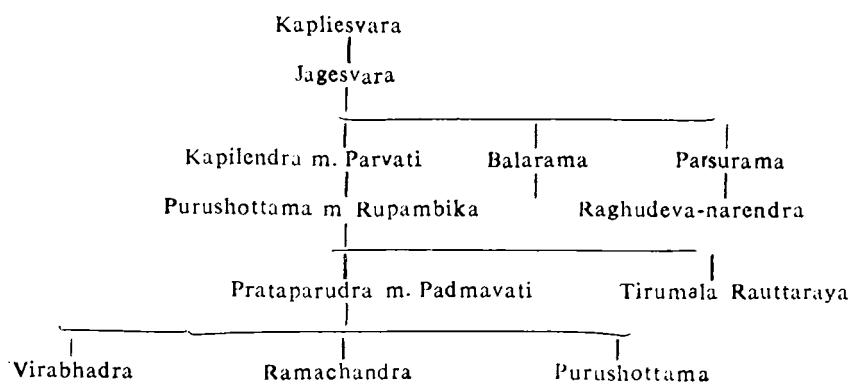 Kapliesvara
Jagesvara
Kapilendra m. Parvati Balarama Parsurama
Purushottama m Rupambika Raghudeva-narendra
Prataparudra m. Padmavati Tirumala Rauttaraya
Virabhadra Ramachandra Purushottama